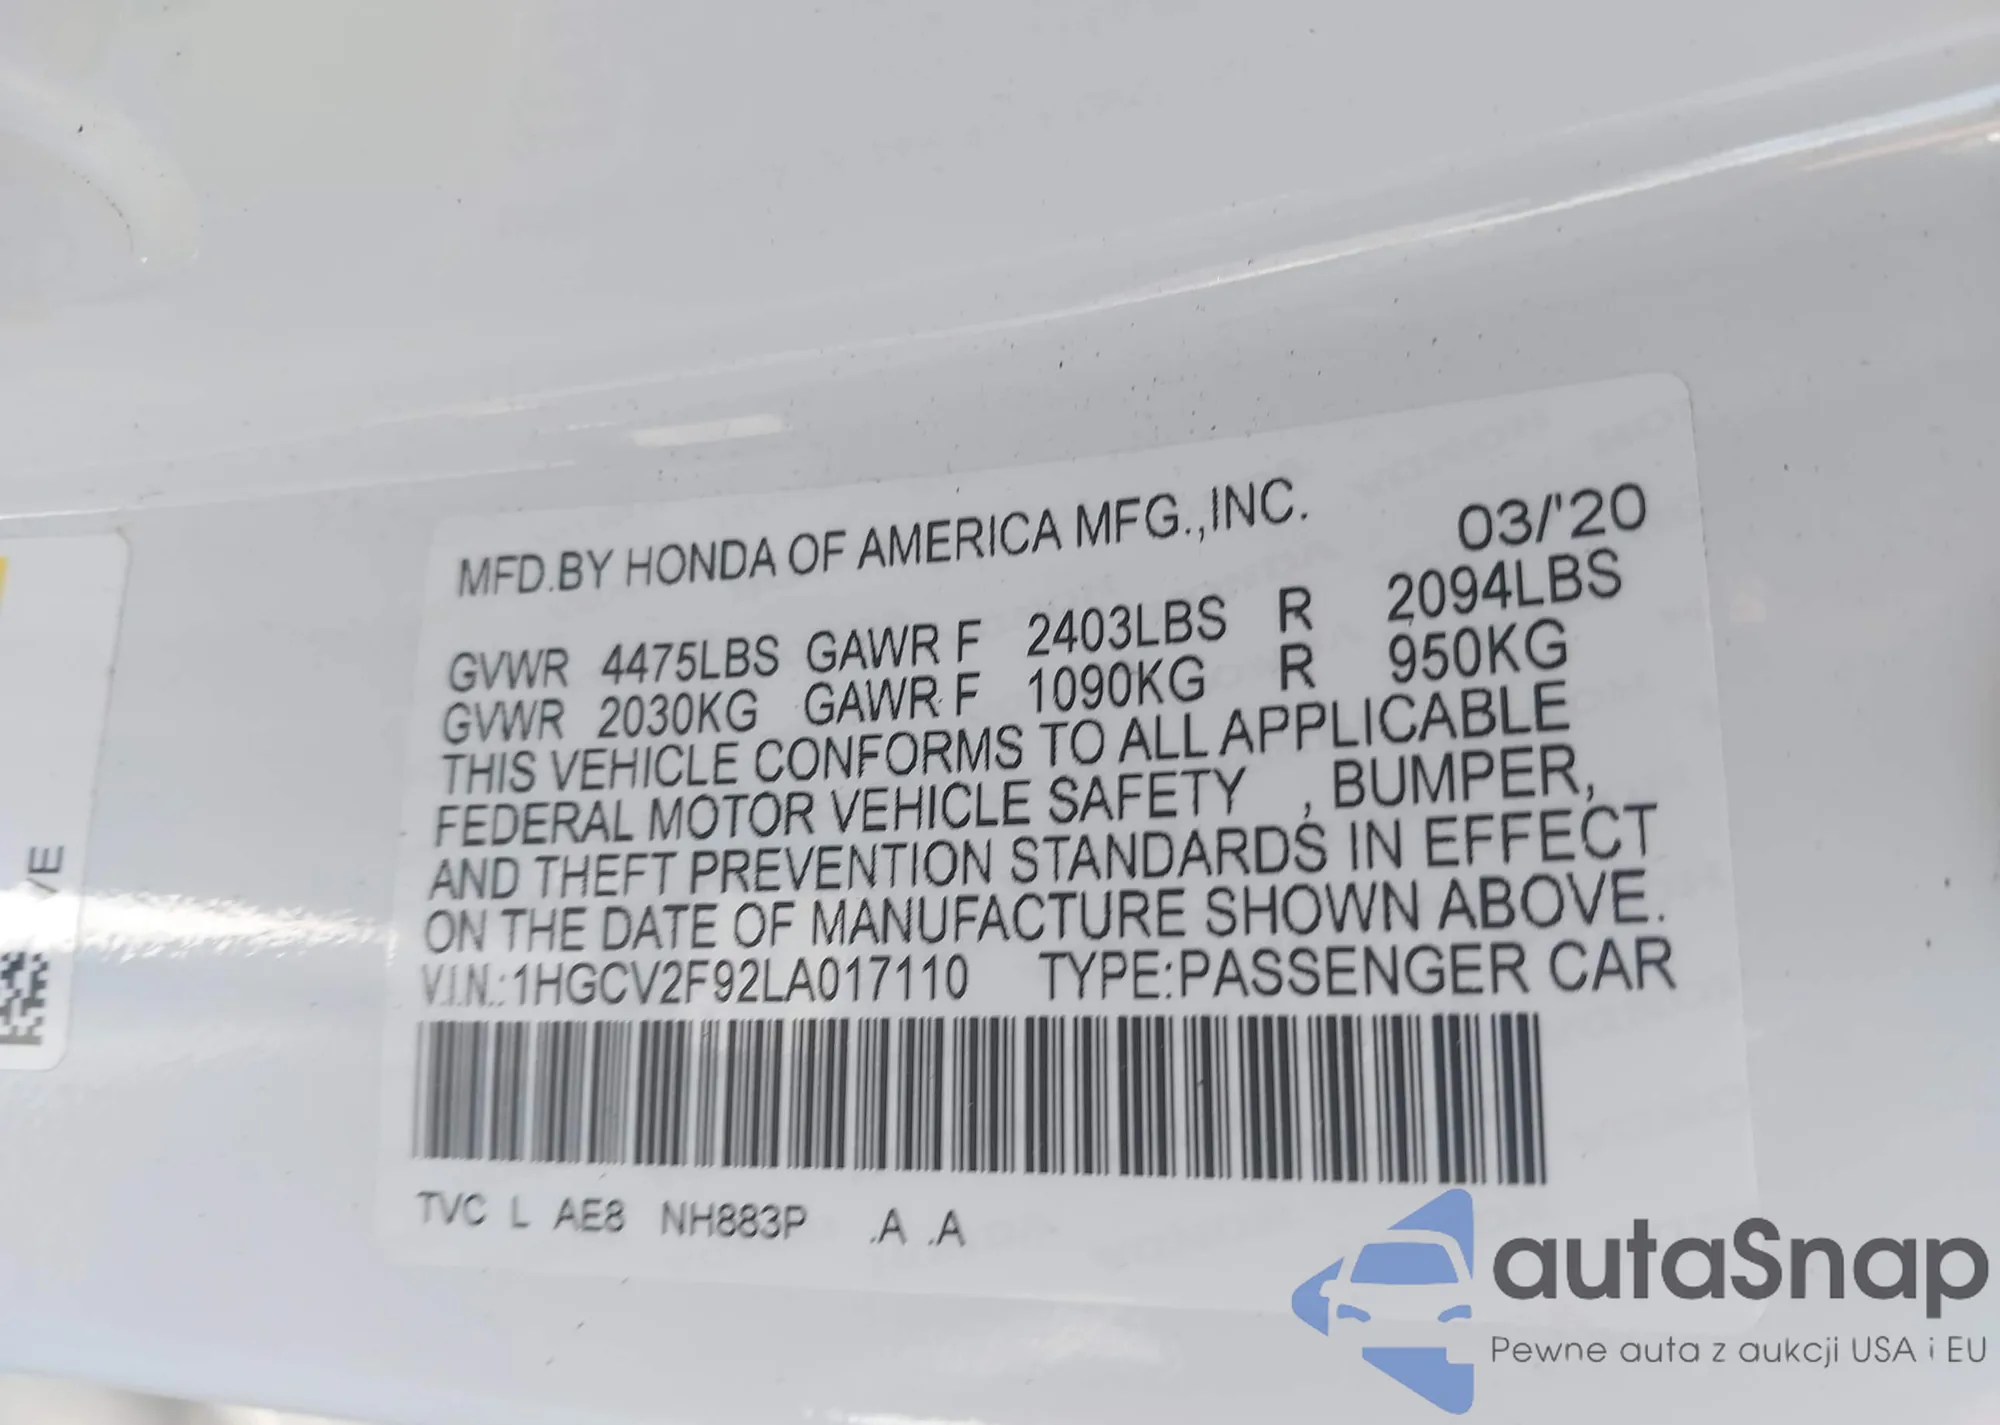 MFD.BY HONDA OF AMERICA MFG.,INC. 03/'20
GVWR 4475LBS GAWR F 2403LBS R 2094LBS
GVWR 2030KG GAWR F 1090KG R 950KG
THIS VEHICLE CONFORMS TO ALL APPLICABLE
FEDERAL MOTOR VEHICLE SAFETY , BUMPER,
AND THEFT PREVENTION STANDARDS IN EFFECT
ON THE DATE OF MANUFACTURE SHOWN ABOVE.
V.I.N.:1HGCV2F92LA017110 TYPE:PASSENGER CAR
TVC L AE8 NH883P .A .A
VE
autaSnap
Pewne auta z aukcji USA i EU